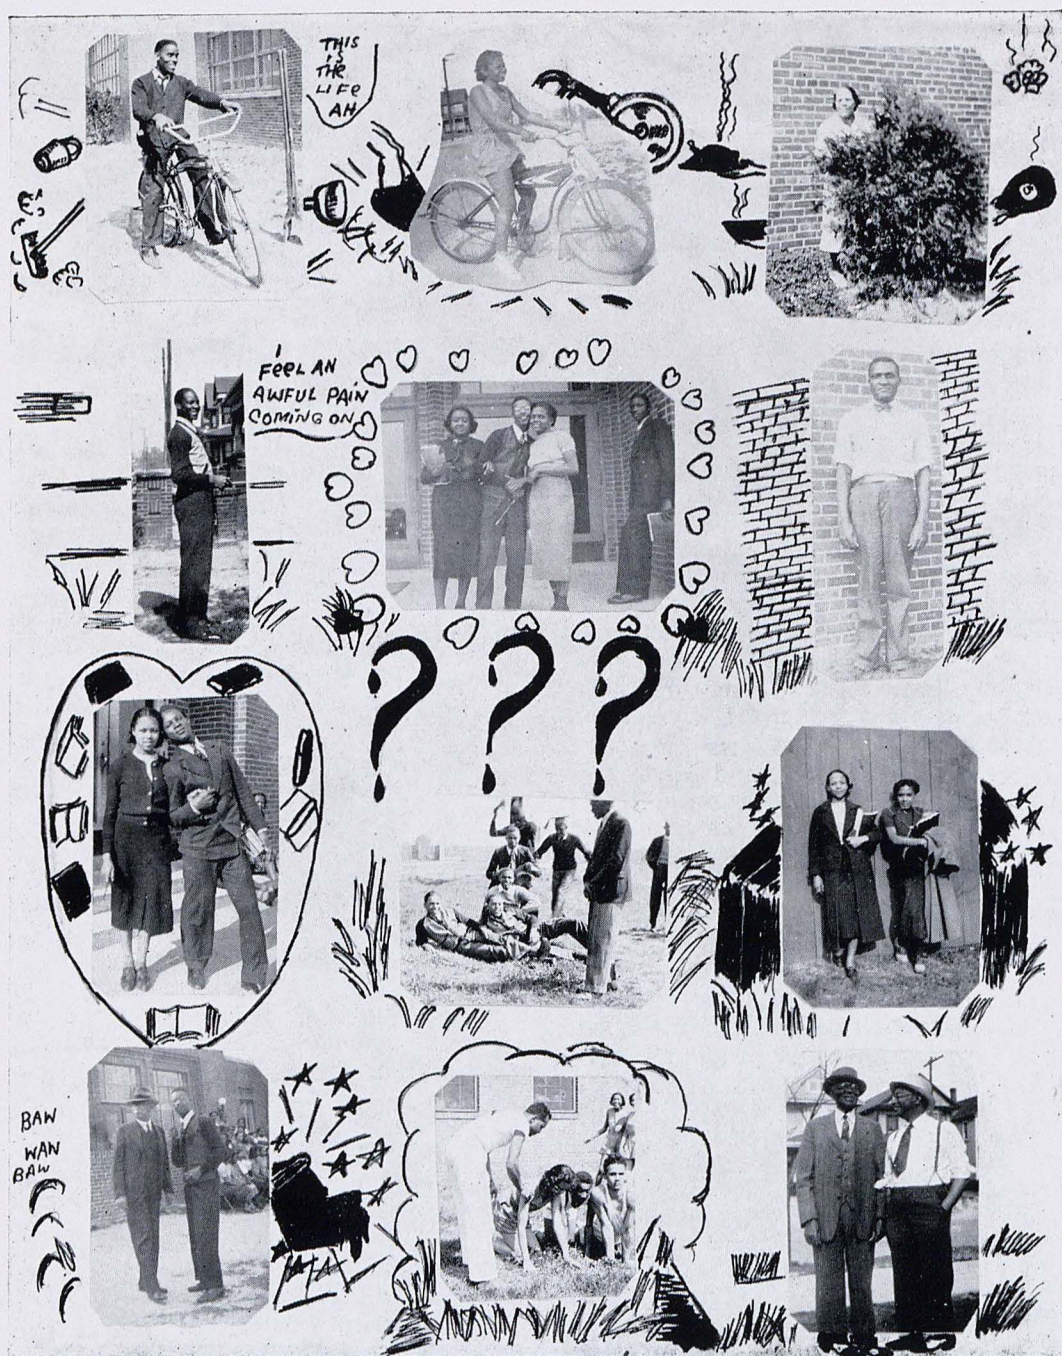 THIS
IS
THE
LIFE
AH
I
FEEL AN
AWFUL PAIN
COMING ON
? ? ?
BAW
WAN
BAW